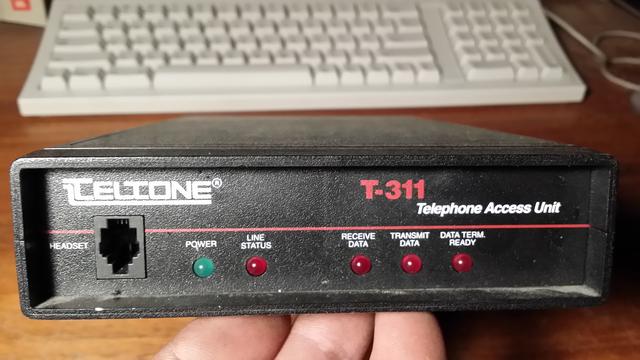 TELTONE®
T-311
Telephone Access Unit
HEADSET
POWER
LINE
STATUS
RECEIVE
DATA
TRANSMIT
DATA
DATA TERM.
READY